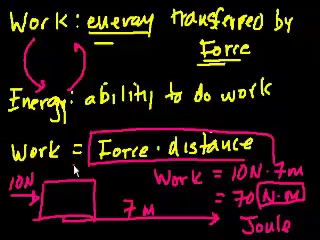 Work: energy transferred by
Force
Energy: ability to do work
Work = Force · distance
10N
Work = 10N · 7m
7 M
= 70 N·m
Joule